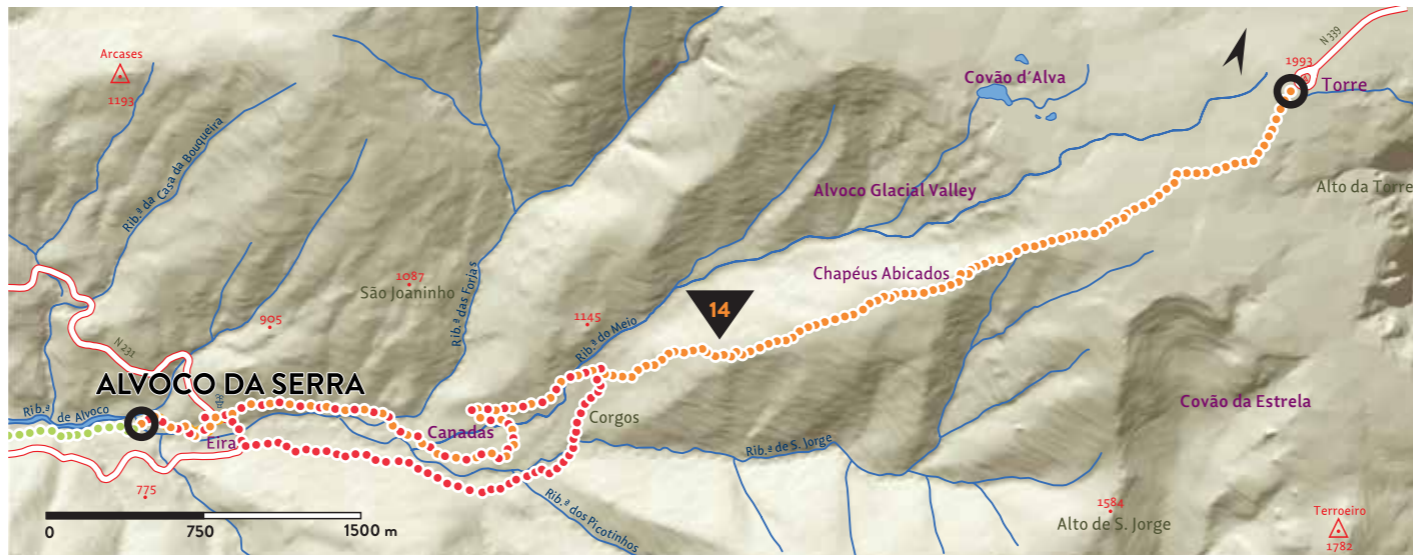 Arcases
1193
N 339
1993
Torre
Covão d'Alva
Rib.ª da Casa da Bouqueira
Alto da Torre
Alvoco Glacial Valley
Chapéus Abicados
1087
São Joaninho
Rib.ª das Forjas
14
905
1145
Rib.ª do Meio
N 231
ALVOCO DA SERRA
Covão da Estrela
Rib.ª de Alvoco
Corgos
Canadas
Eira
Rib.ª de S. Jorge
775
1584
Alto de S. Jorge
Terroeiro
1782
Rib.ª dos Picotinhos
0 750 1500 m